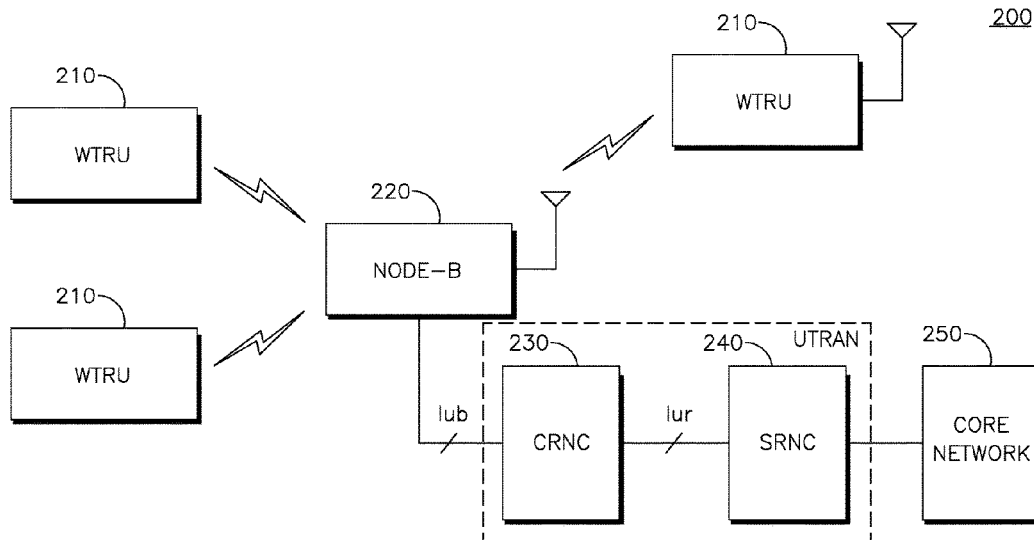 200
210
WTRU
210
WTRU
220
NODE-B
210
WTRU
UTRAN
230
CRNC
240
SRNC
250
CORE
NETWORK
Iub
Iur